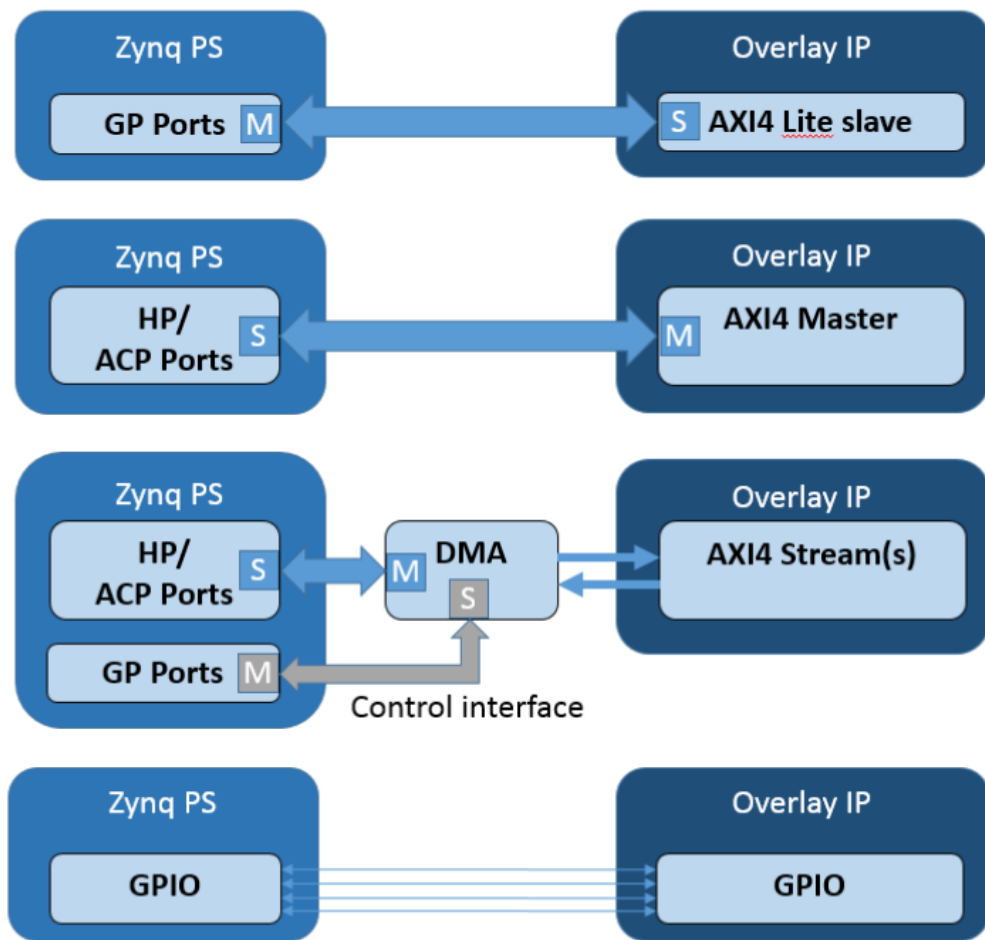 Zynq PS
Overlay IP
GP Ports
M
S
AXI4 Lite slave
Zynq PS
Overlay IP
HP/
ACP Ports
S
M
AXI4 Master
Zynq PS
Overlay IP
HP/
ACP Ports
S
M
DMA
S
AXI4 Stream(s)
GP Ports
M
Control interface
Zynq PS
Overlay IP
GPIO
GPIO